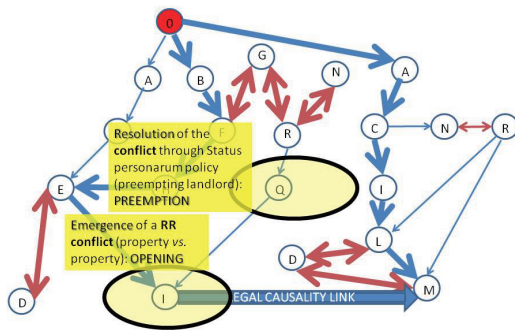 0
G
N
A
B
A
F
R
C
N
R
Resolution of the
conflict through Status
personarum policy
(preempting landlord):
PREEMPTION
E
Q
I
Emergence of a RR
conflict (property vs.
property): OPENING
L
D
D
I
EGAL CAUSALITY LINK
M